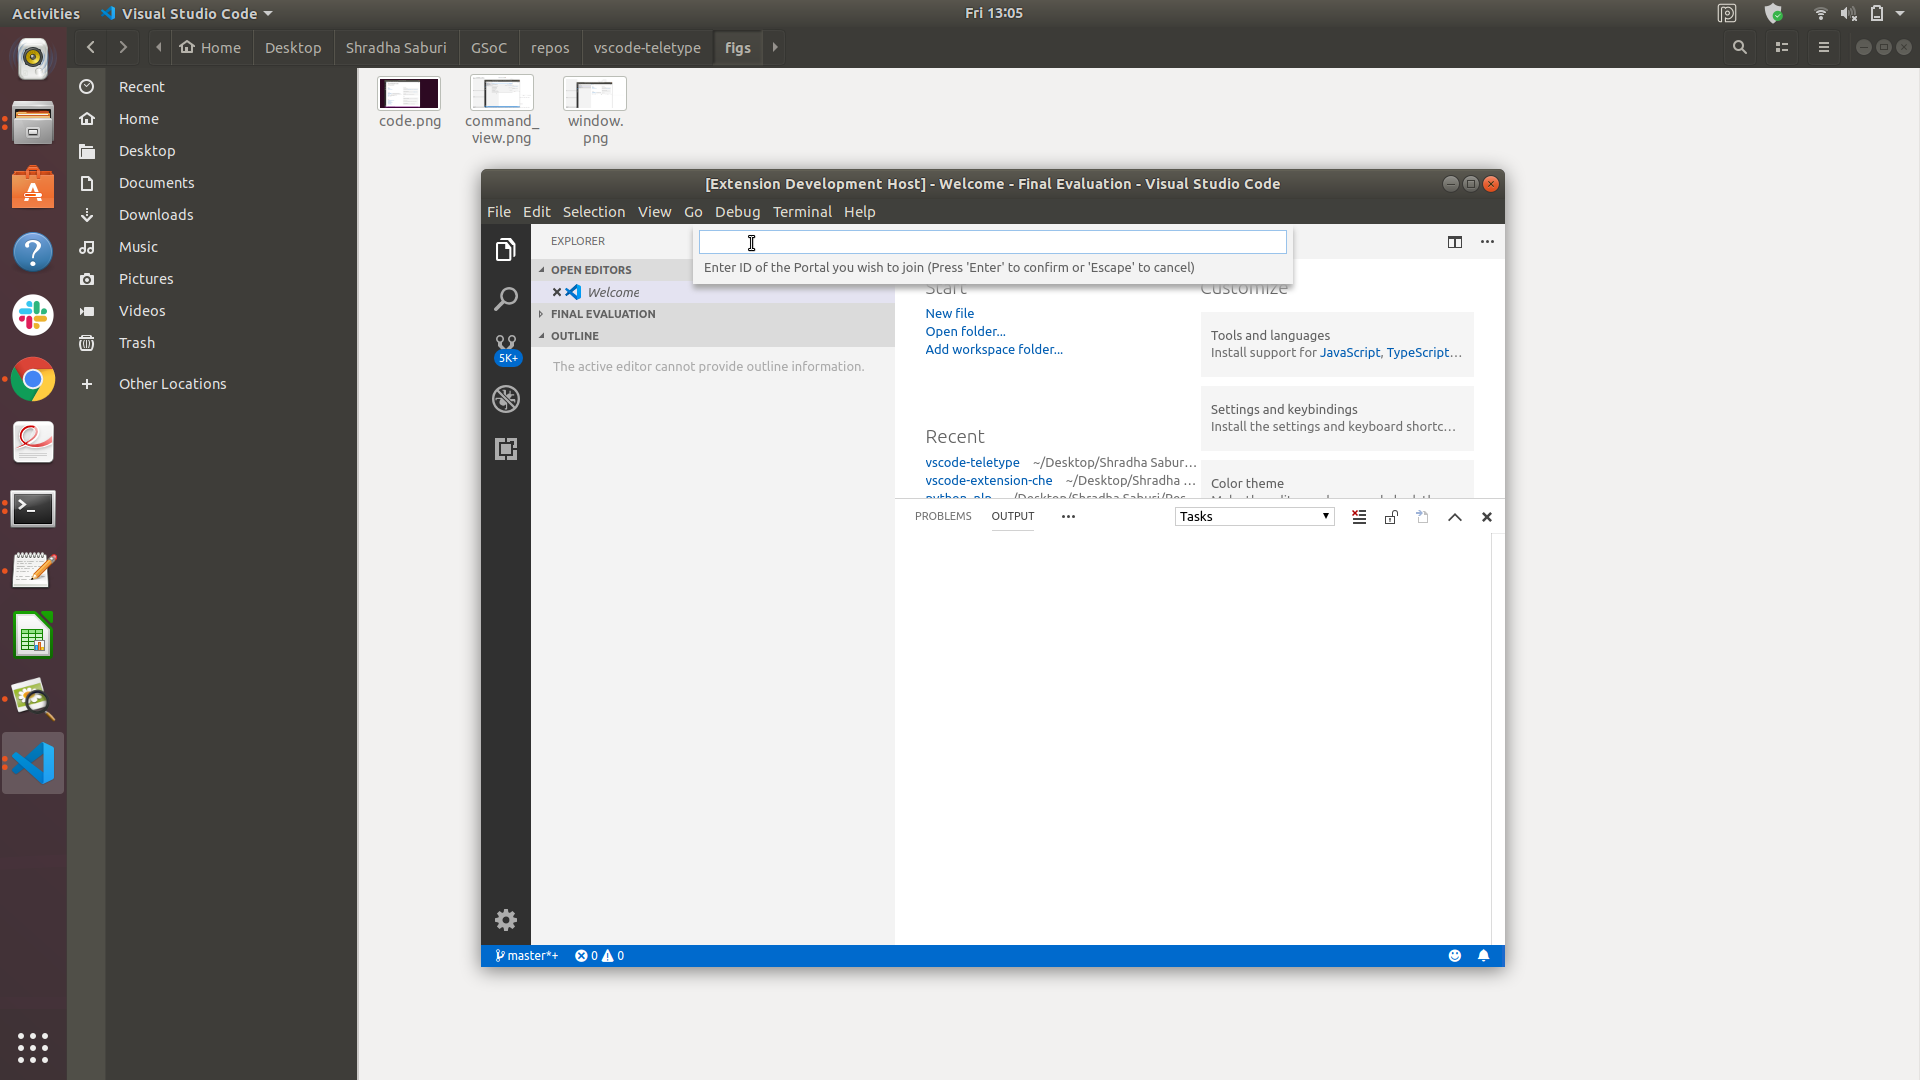 Activities
Visual Studio Code
Fri 13:05
Home
Desktop
Shradha Saburi
GSoC
repos
vscode-teletype
figs
Recent
Home
Desktop
Documents
Downloads
Music
Pictures
Videos
Trash
Other Locations
code.png
command_
view.png
window.
png
[Extension Development Host] - Welcome - Final Evaluation - Visual Studio Code
File Edit Selection View Go Debug Terminal Help
EXPLORER
Enter ID of the Portal you wish to join (Press 'Enter' to confirm or 'Escape' to cancel)
OPEN EDITORS
Welcome
FINAL EVALUATION
OUTLINE
The active editor cannot provide outline information.
5K+
Start
New file
Open folder...
Add workspace folder...
Recent
vscode-teletype ~/Desktop/Shradha Sabur...
vscode-extension-che ~/Desktop/Shradha ...
Customize
Tools and languages
Install support for JavaScript, TypeScript...
Settings and keybindings
Install the settings and keyboard shortc...
Color theme
PROBLEMS
OUTPUT
Tasks
master*+
0
0